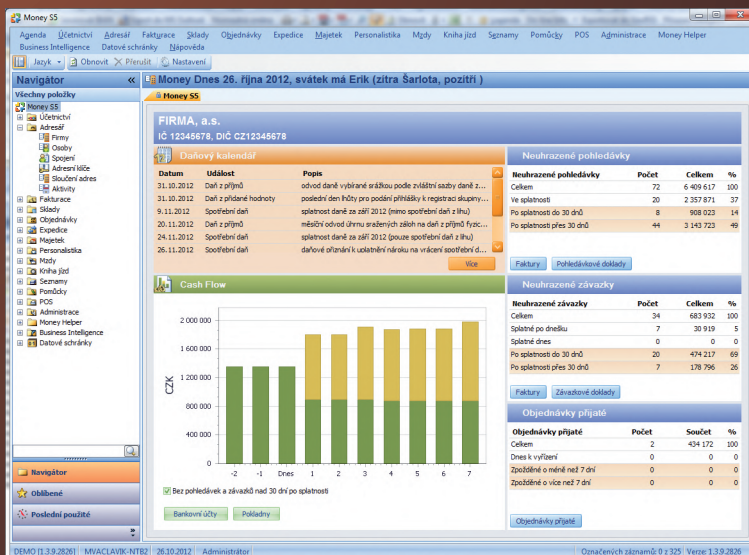 Money S5
Agenda Účetnictví Adresář Fakturace Sklady Objednávky Expedice Majetek Personalistika Mzdy Kniha jízd Seznamy Pomůcky POS Administrace Money Helper
Business Intelligence Datové schránky Nápověda
Jazyk Obnovit Přerušit Nastavení
Navigátor «
Money Dnes 26. října 2012, svátek má Erik (zítra Šarlota, pozítří )
Všechny položky
Money S5
Money S5
Účetnictví
Adresář
Firmy
Osoby
Spojení
Adresní klíče
Sloučení adres
Aktivity
Fakturace
Sklady
Objednávky
Expedice
Majetek
Personalistika
Mzdy
Kniha jízd
Seznamy
Pomůcky
POS
Administrace
Money Helper
Business Intelligence
Datové schránky
Navigátor
Oblíbené
Poslední použité
FIRMA, a.s.
IČ 12345678, DIČ CZ12345678
Daňový kalendář
Datum Událost Popis
31.10.2012 Daň z příjmů odvod daně vybírané srážkou podle zvláštní sazby daně z...
31.10.2012 Daň z přidané hodnoty poslední den lhůty pro podání přihlášky k registraci skupiny...
9.11.2012 Spotřební daň splatnost daně za září 2012 (mimo spotřební daň z lihu)
20.11.2012 Daň z příjmů měsíční odvod úhrnu sražených záloh na daň z příjmů fyzic...
24.11.2012 Spotřební daň splatnost daně za září 2012 (pouze spotřební daň z lihu)
26.11.2012 Spotřební daň daňové přiznání k uplatnění nároku na vrácení spotřební d...
Více
Cash Flow
CZK
2 000 000
1 600 000
1 200 000
800 000
400 000
0
-2 -1 Dnes 1 2 3 4 5 6 7
Bez pohledávek a závazků nad 30 dní po splatnosti
Bankovní účty Pokladny
Neuhrazené pohledávky
Neuhrazené pohledávky Počet Celkem %
Celkem 72 6 409 617 100
Ve splatnosti 20 2 357 871 37
Po splatnosti do 30 dnů 8 908 023 14
Po splatnosti přes 30 dnů 44 3 143 723 49
Faktury Pohledávkové doklady
Neuhrazené závazky
Neuhrazené závazky Počet Celkem %
Celkem 34 683 932 100
Splatné po dnešku 7 30 919 5
Splatné dnes 0 0 0
Po splatnosti do 30 dnů 20 474 217 69
Po splatnosti přes 30 dnů 7 178 796 26
Faktury Závazkové doklady
Objednávky přijaté
Objednávky přijaté Počet Součet %
Celkem 2 434 172 100
Dnes k vyřízení 0 0 0
Zpožděné o méně než 7 dní 0 0 0
Zpožděné o více než 7 dní 0 0 0
Objednávky přijaté
DEMO [1.3.9.2826] MVACLAVIK-NTB2 26.10.2012 Administrátor Označených záznamů: 0 z 325 Verze: 1.3.9.2826